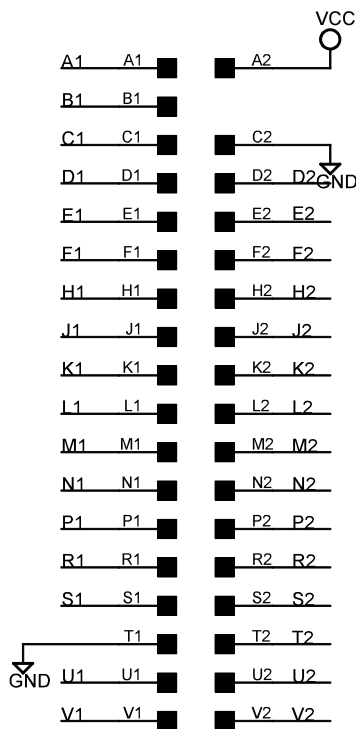 VCC
A1 A1 A2
B1 B1
C1 C1 C2
D1 D1 D2 D2
GND
E1 E1 E2 E2
F1 F1 F2 F2
H1 H1 H2 H2
J1 J1 J2 J2
K1 K1 K2 K2
L1 L1 L2 L2
M1 M1 M2 M2
N1 N1 N2 N2
P1 P1 P2 P2
R1 R1 R2 R2
S1 S1 S2 S2
T1 T2 T2
GND U1 U1 U2 U2
V1 V1 V2 V2